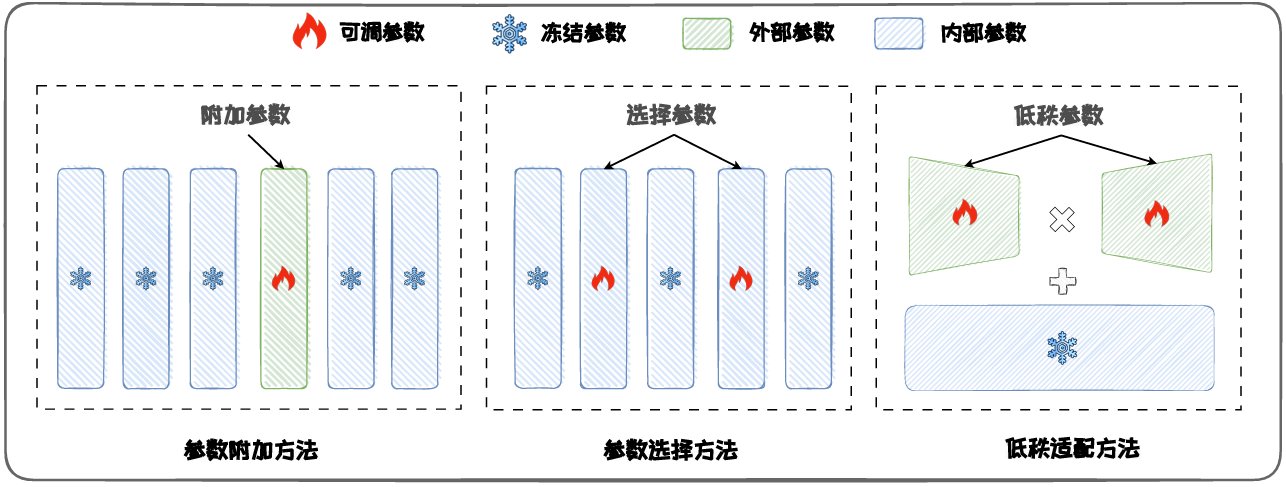 可调参数 冻结参数 外部参数 内部参数
附加参数
选择参数
低秩参数
参数附加方法
参数选择方法
低秩适配方法